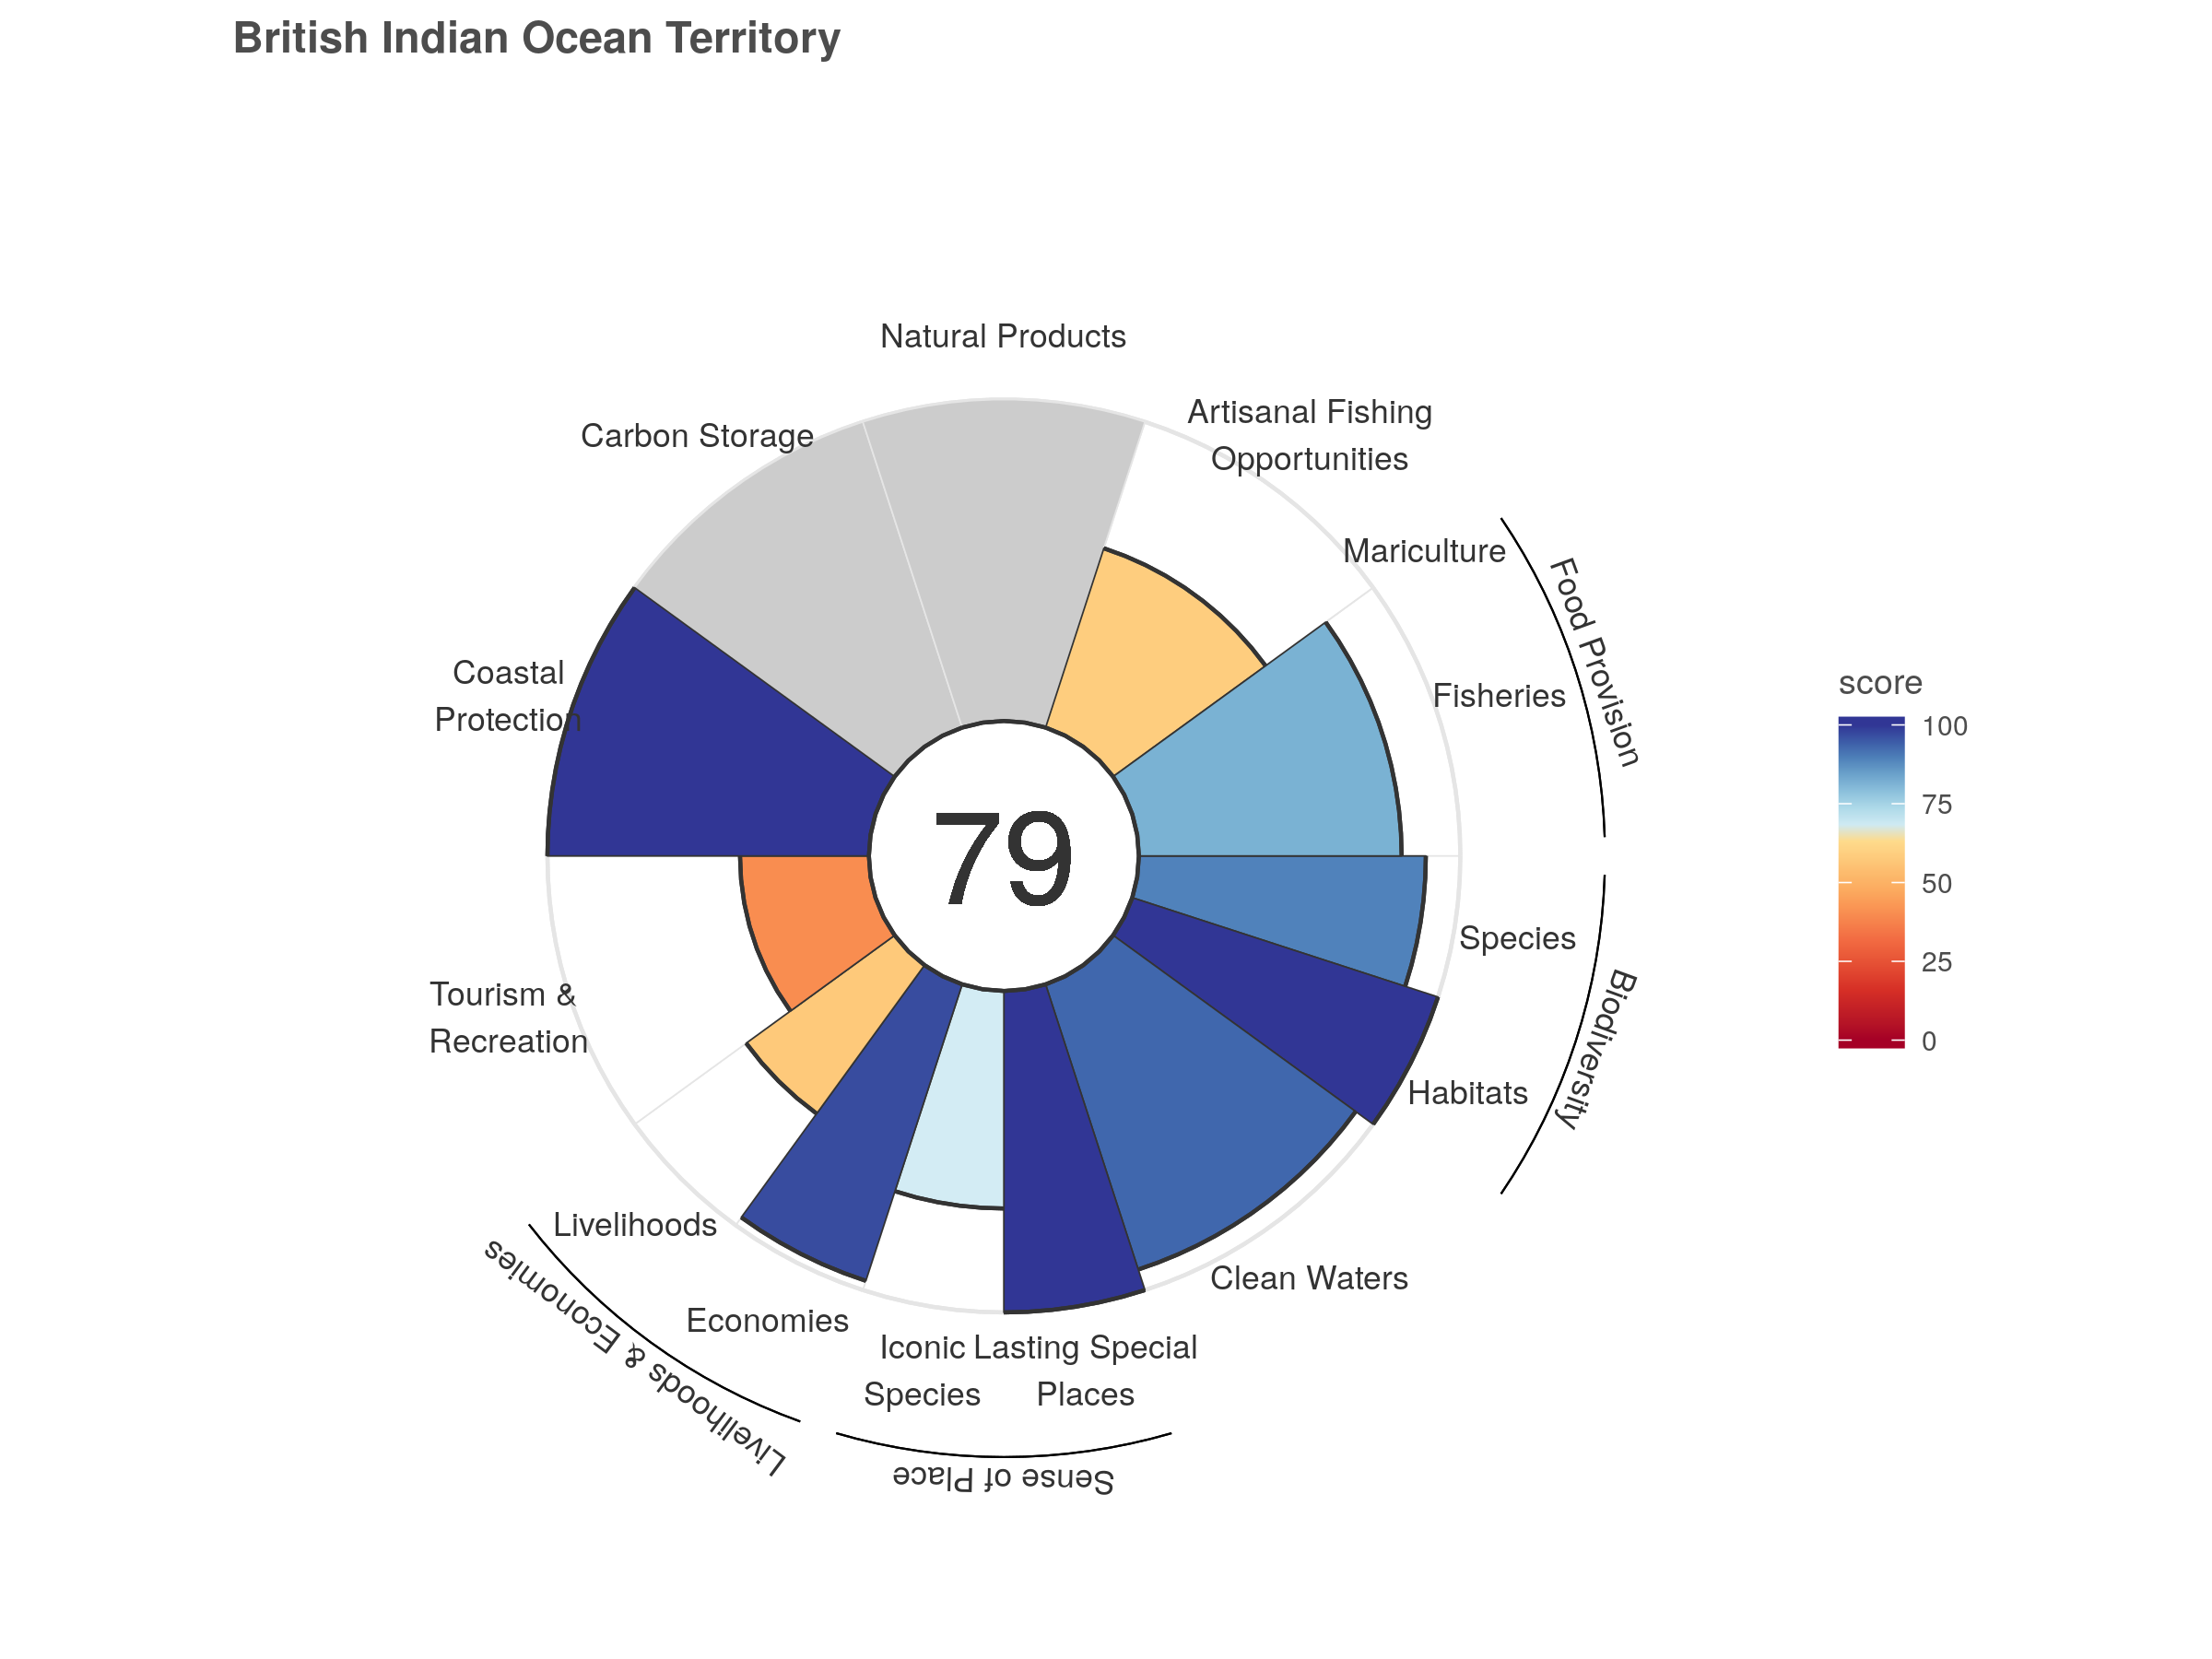 British Indian Ocean Territory
Natural Products
Artisanal Fishing
Opportunities
Carbon Storage
Mariculture
Food Provision
Fisheries
Coastal
Protection
79
score
100
75
50
25
0
Species
Biodiversity
Habitats
Tourism &
Recreation
Livelihoods
Clean Waters
Economies
Iconic
Species
Lasting Special
Places
Livelihoods & Economies
Sense of Place